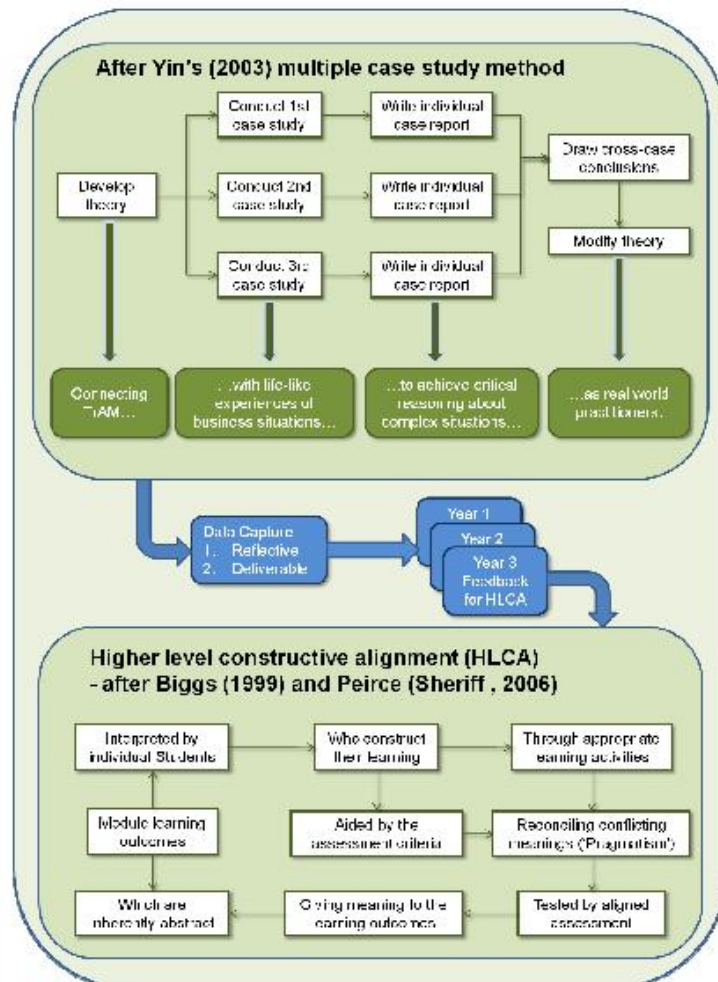 After Yin's (2003) multiple case study method
Conduct 1st
case study
Write individual
case report
Draw cross-case
conclusions
Develop
theory
Conduct 2nd
case study
Write individual
case report
Modify theory
Conduct 3rd
case study
Write individual
case report
Connecting
…
…with life-like
experiences of
business situations…
…to achieve critical
reasoning about
complex situations…
…as real world
practitioners.
Data Capture
1. Reflective
2. Deliverable
Year 1
Year 2
Year 3
Feedback
for HLCA
Higher level constructive alignment (HLCA)
- after Biggs (1999) and Peirce (Sheriff , 2006)
Interpreted by
individual Students
Who construct
their learning
Through appropriate
learning activities
Module learning
outcomes
Aided by the
assessment criteria
Reconciling conflicting
meanings ('Pragmatism')
Which are
inherently abstract
Giving meaning to the
learning outcomes
Tested by aligned
assessment